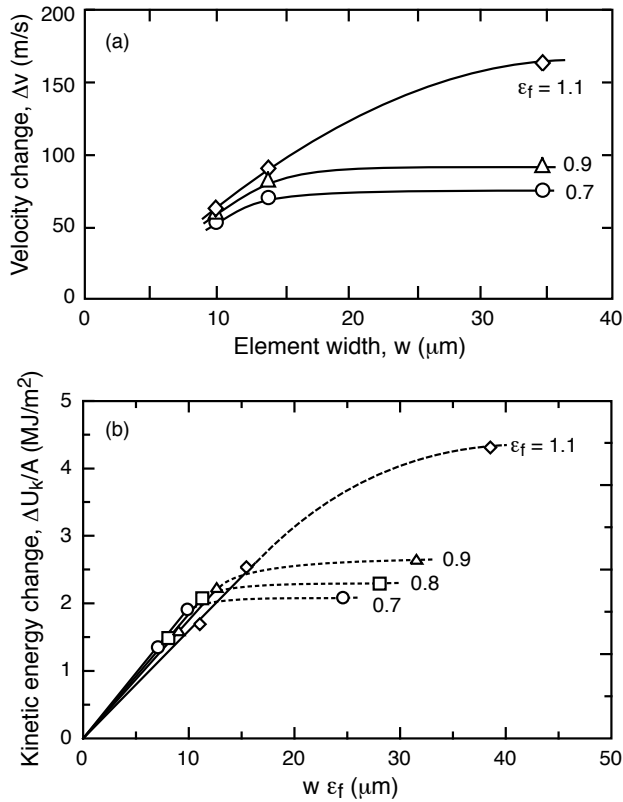 (a)
Velocity change, Δv (m/s)
200
150
100
50
0
ε_f = 1.1
0.9
0.7
0 10 20 30 40
Element width, w (μm)
(b)
Kinetic energy change, ΔU_k/A (MJ/m²)
5
4
3
2
1
0
ε_f = 1.1
0.9
0.8
0.7
0 10 20 30 40 50
w ε_f (μm)